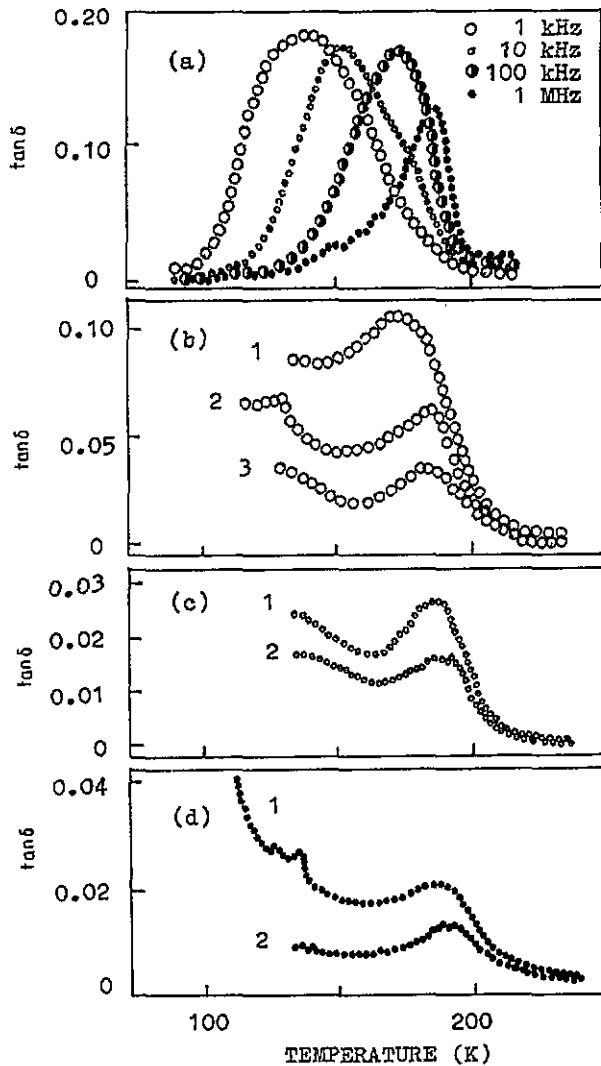 0.20
(a)
1 kHz
10 kHz
100 kHz
1 MHz
0.10
tanδ
0
0.10
(b)
1
2
0.05
3
tanδ
0
0.03
(c)
1
0.02
2
0.01
tanδ
0
0.04
1
(d)
0.02
tanδ
2
0
100
200
TEMPERATURE (K)